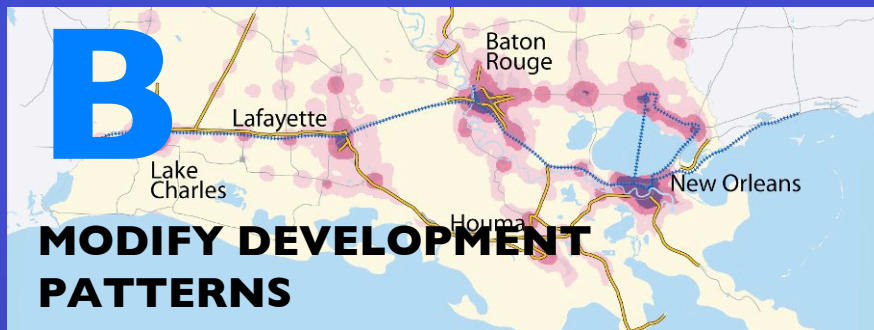 B
Baton
Rouge
Lafayette
Lake
Charles
New Orleans
Houma
MODIFY DEVELOPMENT
PATTERNS